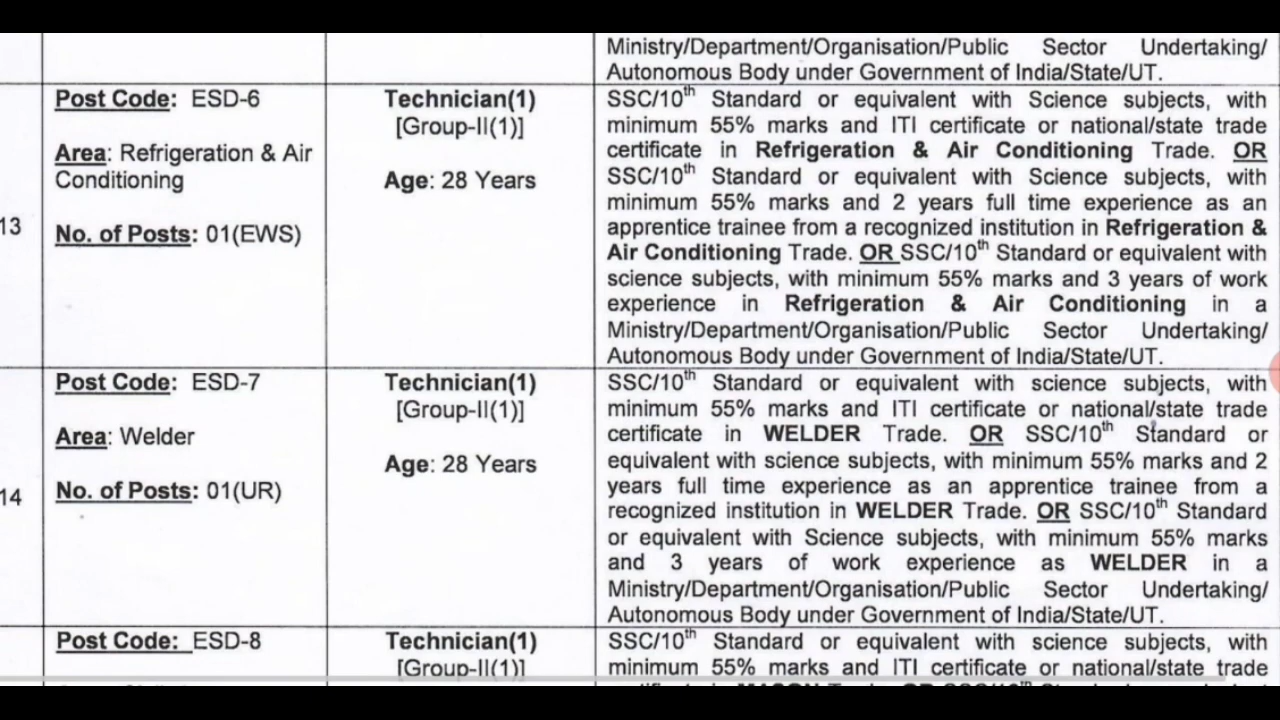 Ministry/Department/Organisation/Public Sector Undertaking/
Autonomous Body under Government of India/State/UT.
13
Post Code: ESD-6
Area: Refrigeration & Air
Conditioning
No. of Posts: 01(EWS)
Technician(1)
[Group-II(1)]
Age: 28 Years
SSC/10th Standard or equivalent with Science subjects, with
minimum 55% marks and ITI certificate or national/state trade
certificate in Refrigeration & Air Conditioning Trade. OR
SSC/10th Standard or equivalent with Science subjects, with
minimum 55% marks and 2 years full time experience as an
apprentice trainee from a recognized institution in Refrigeration &
Air Conditioning Trade. OR SSC/10th Standard or equivalent with
science subjects, with minimum 55% marks and 3 years of work
experience in Refrigeration & Air Conditioning in a
Ministry/Department/Organisation/Public Sector Undertaking/
Autonomous Body under Government of India/State/UT.
14
Post Code: ESD-7
Area: Welder
No. of Posts: 01(UR)
Technician(1)
[Group-II(1)]
Age: 28 Years
SSC/10th Standard or equivalent with science subjects, with
minimum 55% marks and ITI certificate or national/state trade
certificate in WELDER Trade. OR SSC/10th Standard or
equivalent with science subjects, with minimum 55% marks and 2
years full time experience as an apprentice trainee from a
recognized institution in WELDER Trade. OR SSC/10th Standard
or equivalent with Science subjects, with minimum 55% marks
and 3 years of work experience as WELDER in a
Ministry/Department/Organisation/Public Sector Undertaking/
Autonomous Body under Government of India/State/UT.
Post Code: ESD-8
Technician(1)
[Group-II(1)]
SSC/10th Standard or equivalent with science subjects, with
minimum 55% marks and ITI certificate or national/state trade